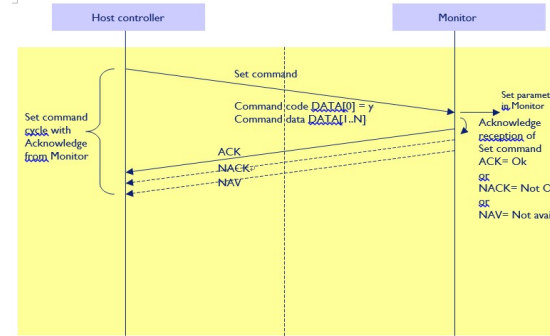 Host controller
Monitor
Set command
Command code DATA[0] = y
Command data DATA[1..N]
Set command
cycle with
Acknowledge
from Monitor
ACK
NACK
NAV
Set paramet
in Monitor
Acknowledge
reception of
Set command
ACK= Ok
or
NACK= Not O
or
NAV= Not avai